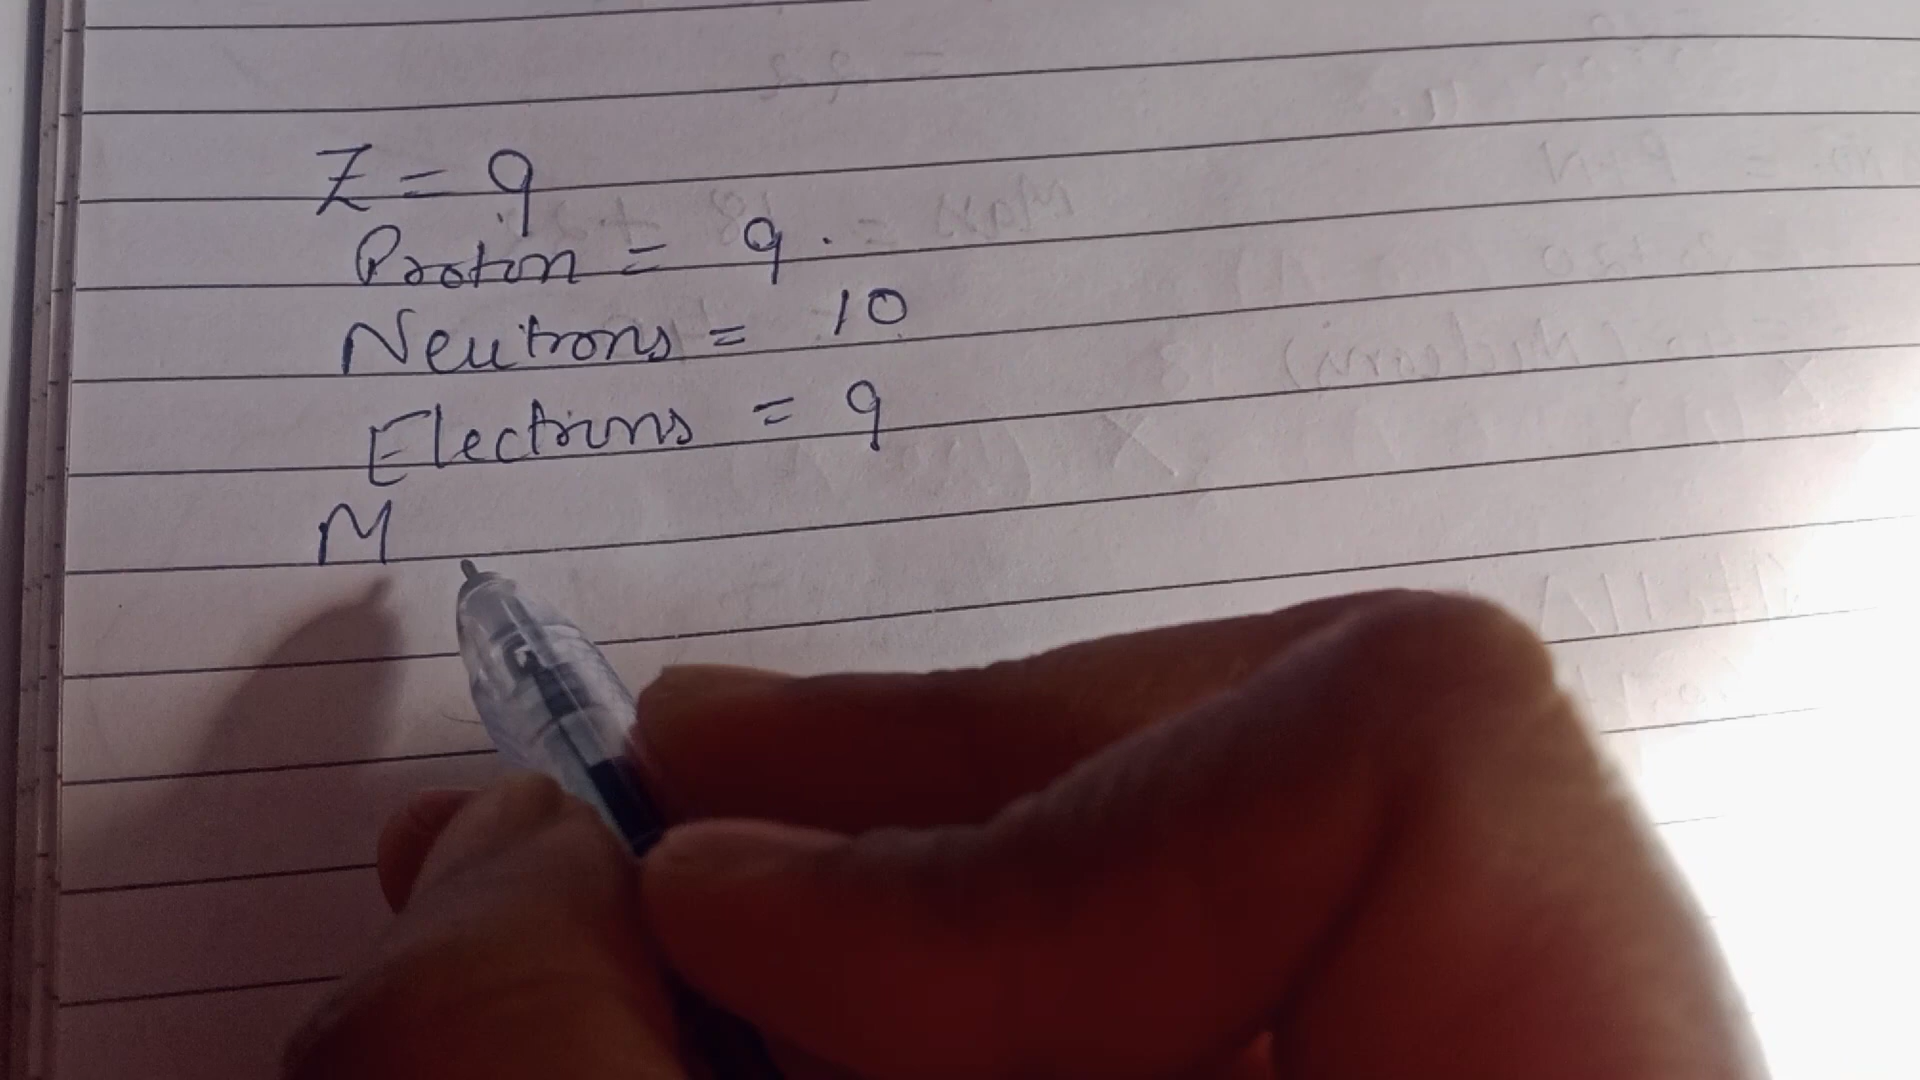 Z = 9
Proton = 9.
Neutrons = 10
Electrons = 9
M